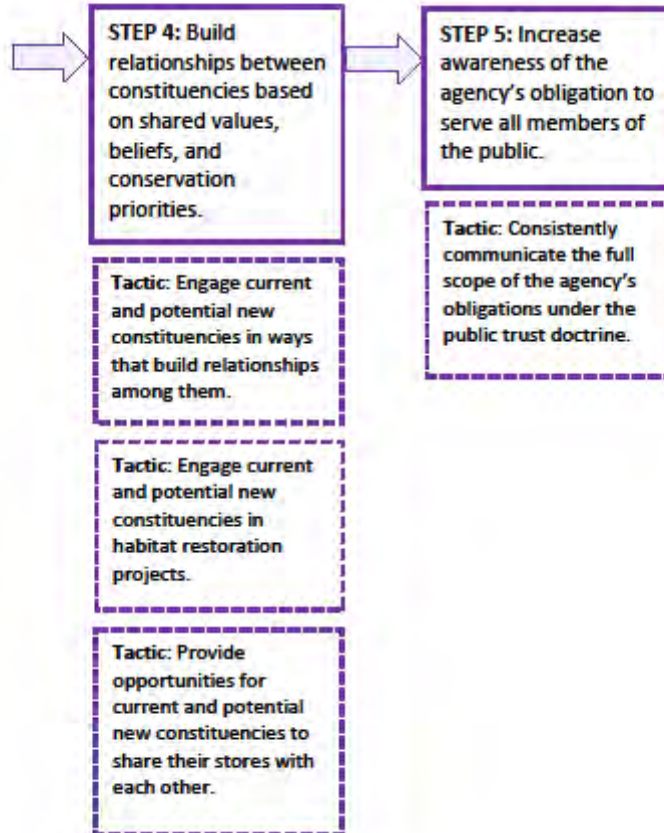 STEP 4: Build
relationships between
constituencies based
on shared values,
beliefs, and
conservation
priorities.
Tactic: Engage current
and potential new
constituencies in ways
that build relationships
among them.
Tactic: Engage current
and potential new
constituencies in
habitat restoration
projects.
Tactic: Provide
opportunities for
current and potential
new constituencies to
share their stores with
each other.
STEP 5: Increase
awareness of the
agency's obligation to
serve all members of
the public.
Tactic: Consistently
communicate the full
scope of the agency's
obligations under the
public trust doctrine.